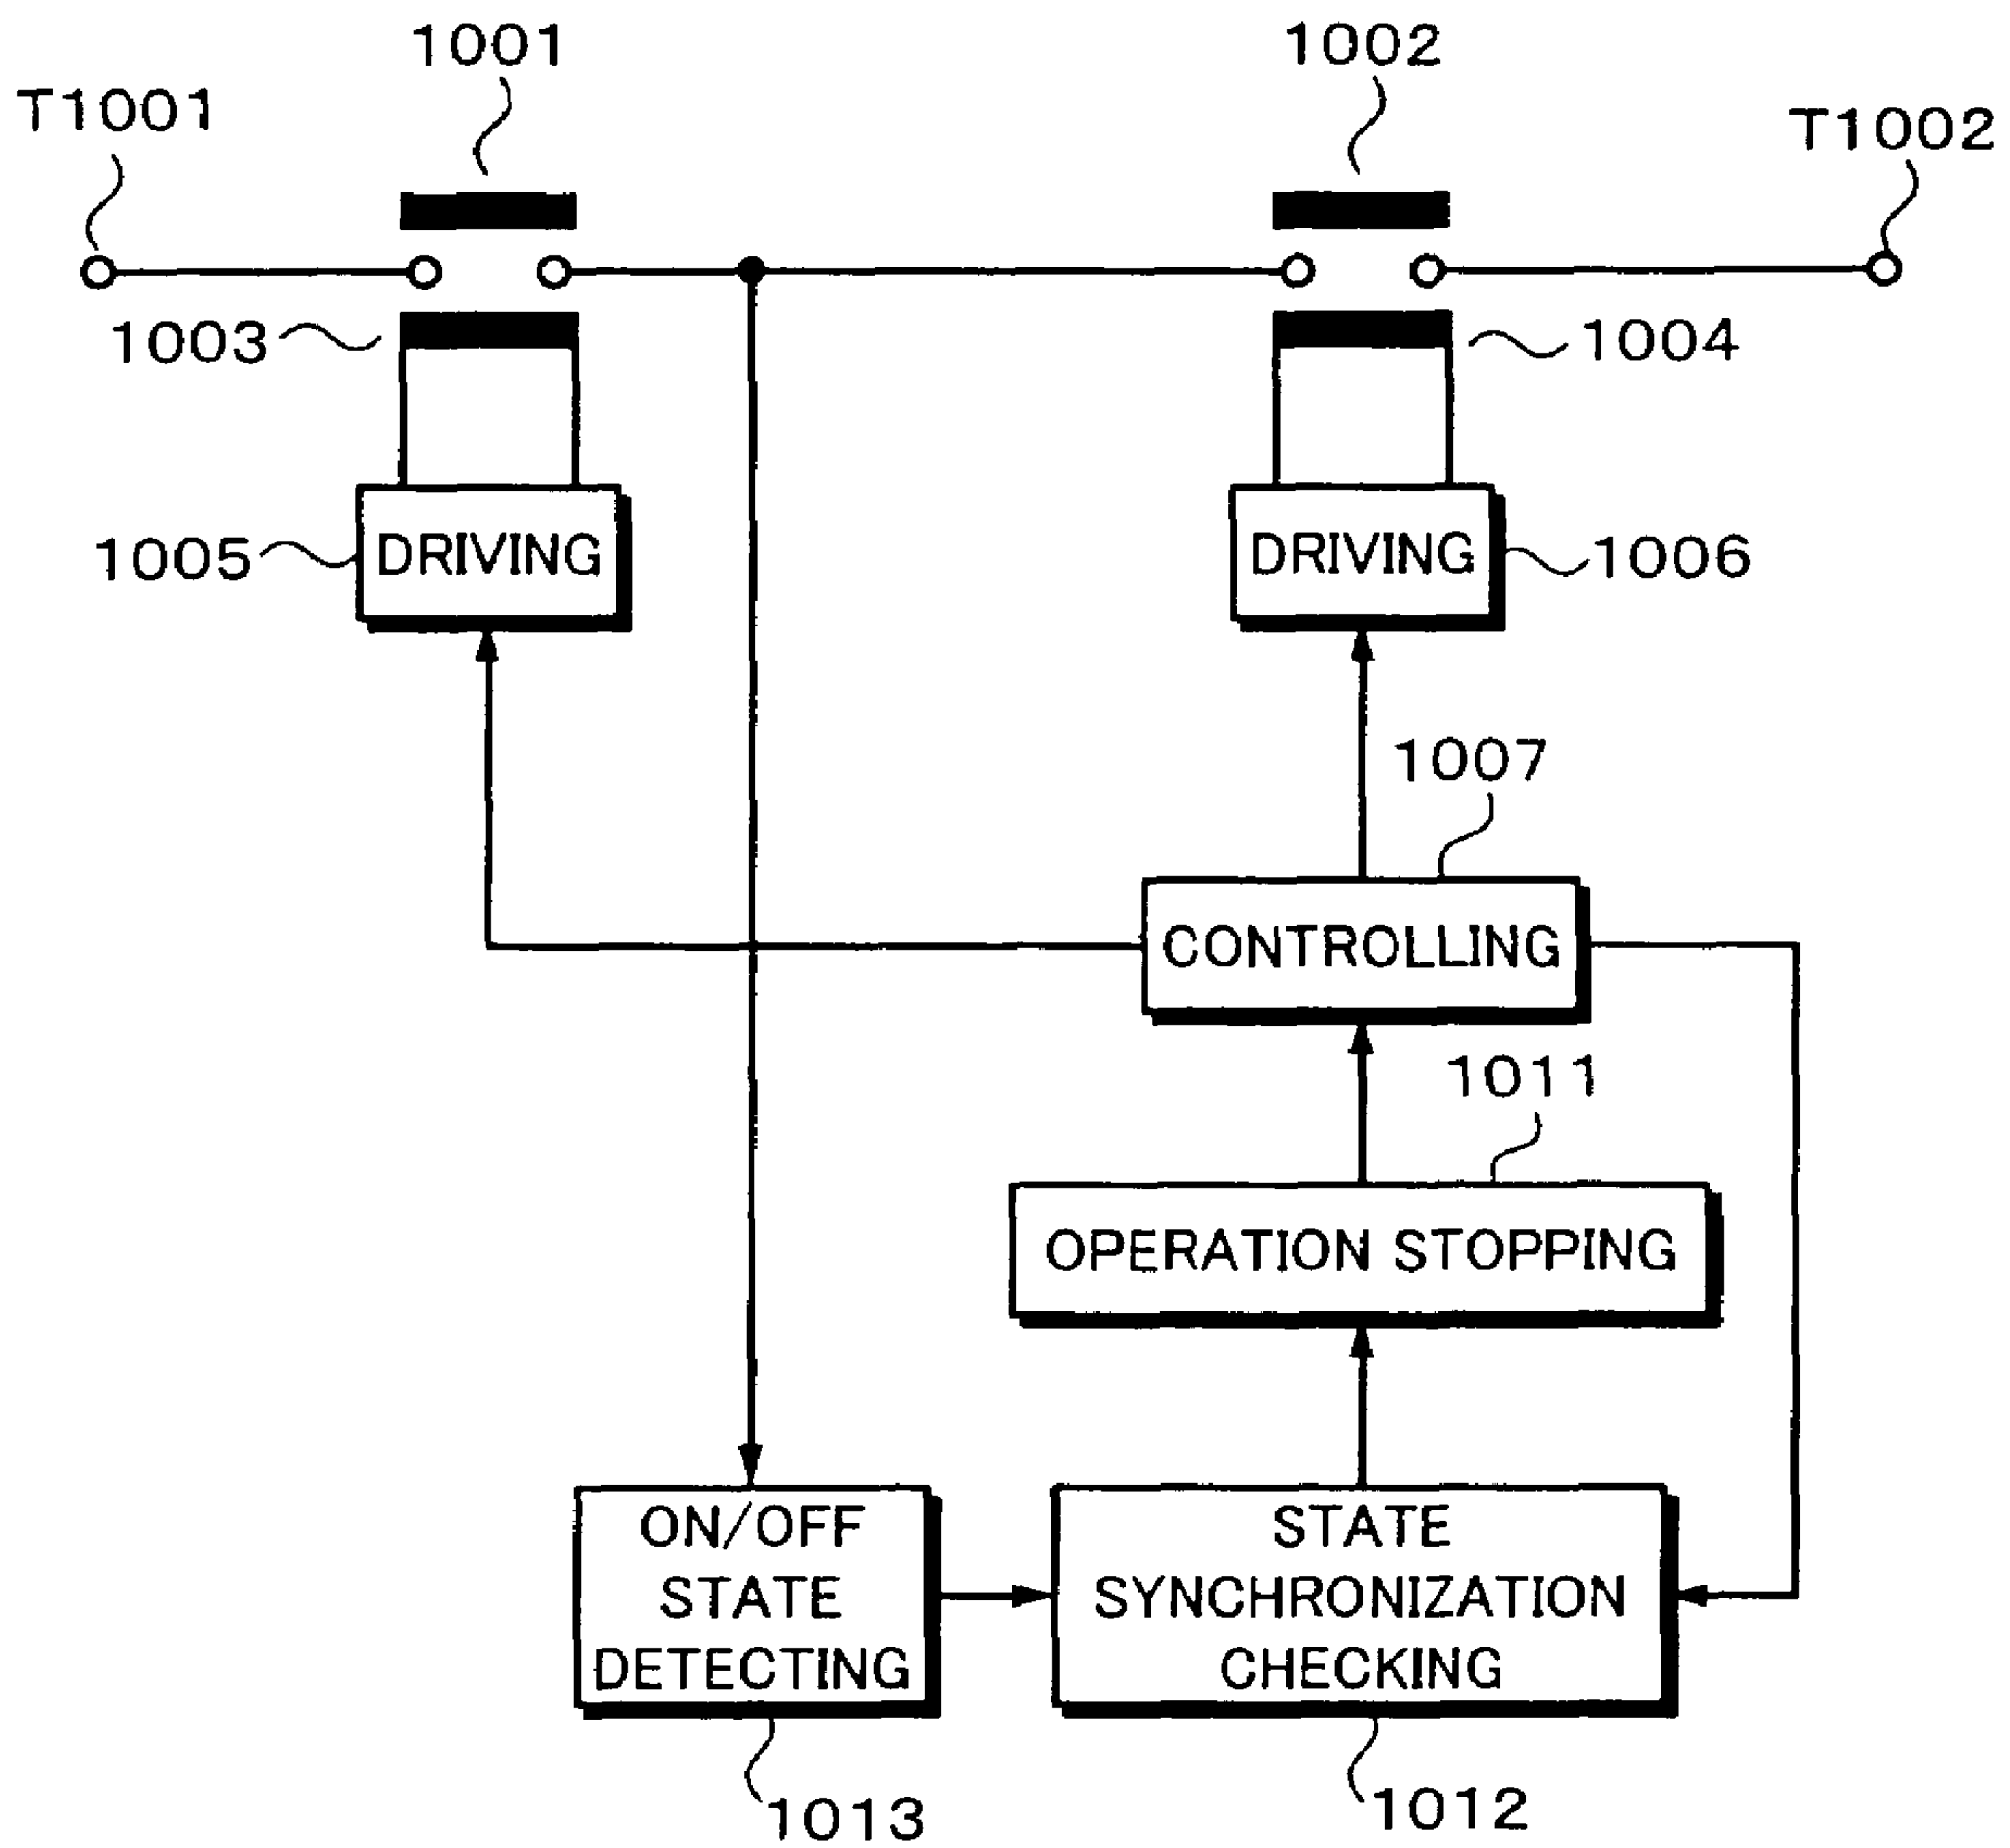 1001
1002
T1001
T1002
1003
1004
1005
DRIVING
DRIVING
1006
1007
CONTROLLING
1011
OPERATION STOPPING
ON/OFF
STATE
DETECTING
STATE
SYNCHRONIZATION
CHECKING
1013
1012